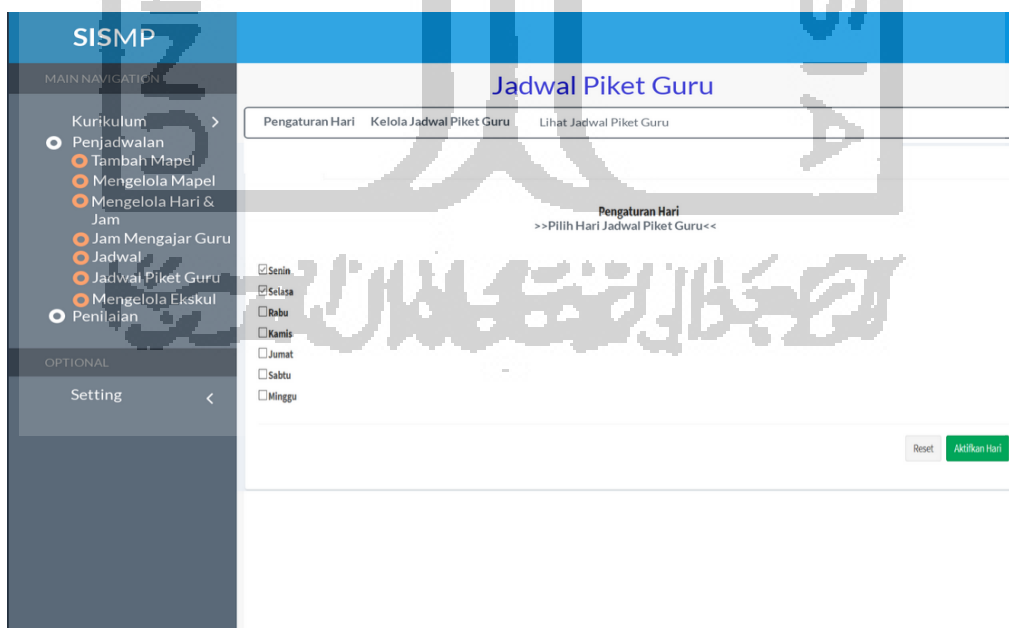 SISMP
MAIN NAVIGATION
Kurikulum
Penjadwalan
Tambah Mapel
Mengelola Mapel
Mengelola Hari &
Jam
Jam Mengajar Guru
Jadwal
Jadwal Piket Guru
Mengelola Ekskul
Penilaian
OPTIONAL
Setting
Jadwal Piket Guru
Pengaturan Hari Kelola Jadwal Piket Guru Lihat Jadwal Piket Guru
Pengaturan Hari
>>Pilih Hari Jadwal Piket Guru<<
Senin
Selasa
Rabu
Kamis
Jumat
Sabtu
Minggu
Reset Aktifkan Hari